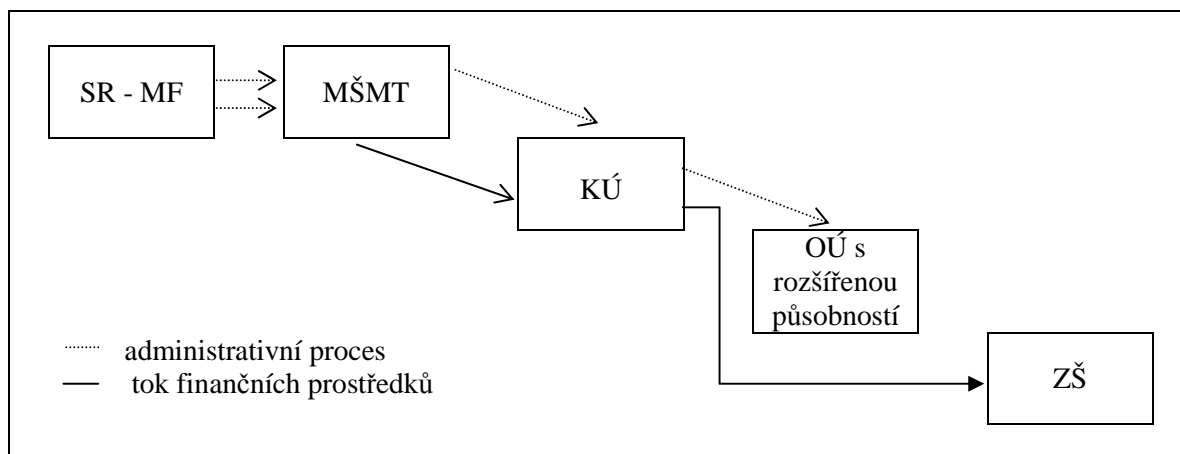 SR - MF
MŠMT
KÚ
OÚ s
rozšířenou
působností
administrativní proces
tok finančních prostředků
ZŠ